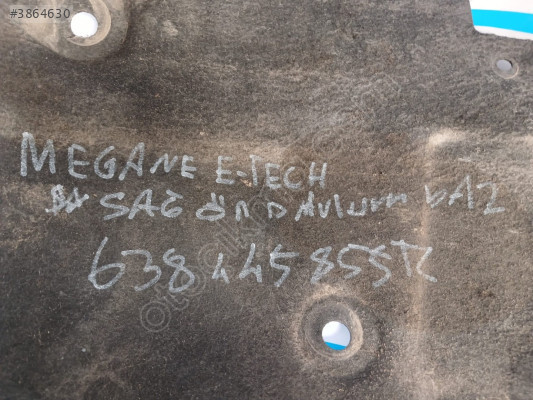 #3864630
MEGANE E-TECH
SAĞ ÖN DAVLUMBAZ
638445855R